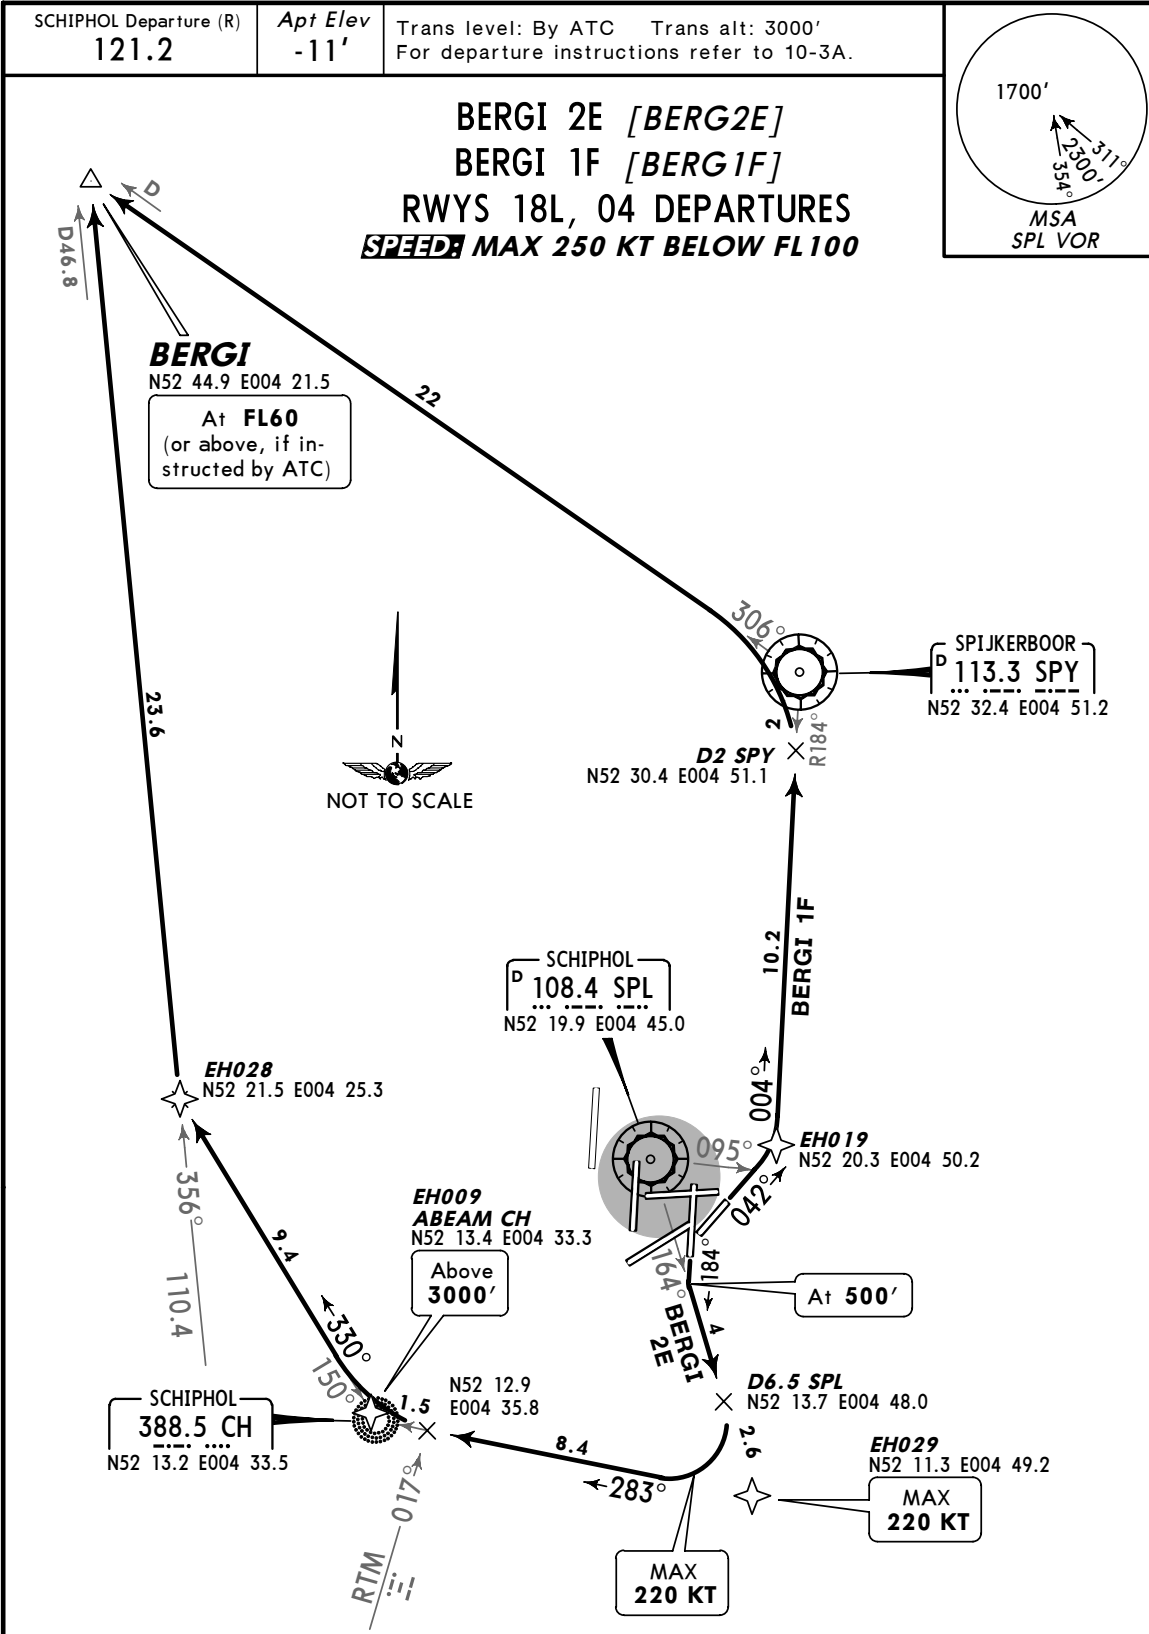 SCHIPHOL Departure (R)
121.2
Apt Elev
-11'
Trans level: By ATC Trans alt: 3000'
For departure instructions refer to 10-3A.
1700'
2300'
311°
354°
MSA
SPL VOR
BERGI 2E [BERG2E]
BERGI 1F [BERG1F]
RWYS 18L, 04 DEPARTURES
SPEED: MAX 250 KT BELOW FL100
D
D46.8
BERGI
N52 44.9 E004 21.5
At FL60
(or above, if in-
structed by ATC)
22
306°
SPIJKERBOOR
D 113.3 SPY
N52 32.4 E004 51.2
2
R184°
D2 SPY
N52 30.4 E004 51.1
23.6
N
NOT TO SCALE
10.2
BERGI 1F
SCHIPHOL
D 108.4 SPL
N52 19.9 E004 45.0
EH028
N52 21.5 E004 25.3
004°
095°
EH019
N52 20.3 E004 50.2
042°
356°
110.4
9.4
EH009
ABEAM CH
N52 13.4 E004 33.3
Above
3000'
184°
164°
At 500'
4
BERGI
2E
330°
150°
SCHIPHOL
388.5 CH
N52 13.2 E004 33.5
1.5
N52 12.9
E004 35.8
D6.5 SPL
N52 13.7 E004 48.0
8.4
283°
2.6
EH029
N52 11.3 E004 49.2
MAX
220 KT
017°
RTM
MAX
220 KT